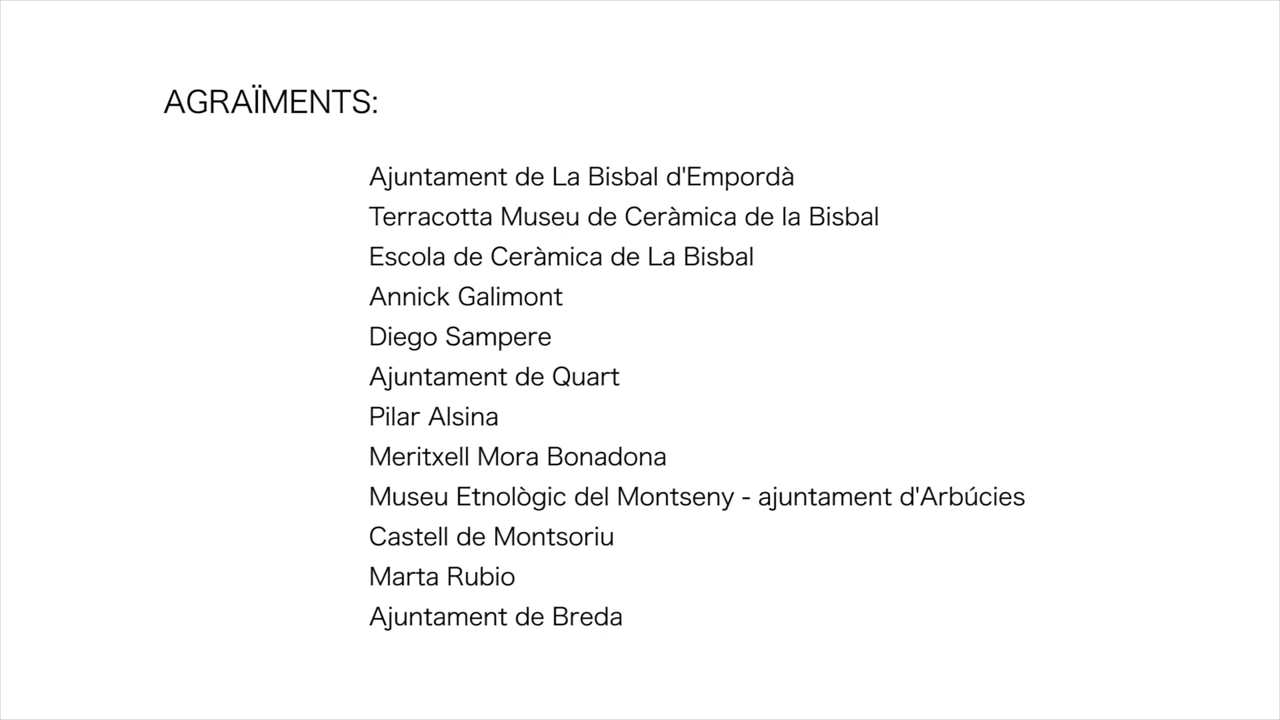 AGRAÏMENTS:
Ajuntament de La Bisbal d'Empordà
Terracotta Museu de Ceràmica de la Bisbal
Escola de Ceràmica de La Bisbal
Annick Galimont
Diego Sampere
Ajuntament de Quart
Pilar Alsina
Meritxell Mora Bonadona
Museu Etnològic del Montseny - ajuntament d'Arbúcies
Castell de Montsoriu
Marta Rubio
Ajuntament de Breda